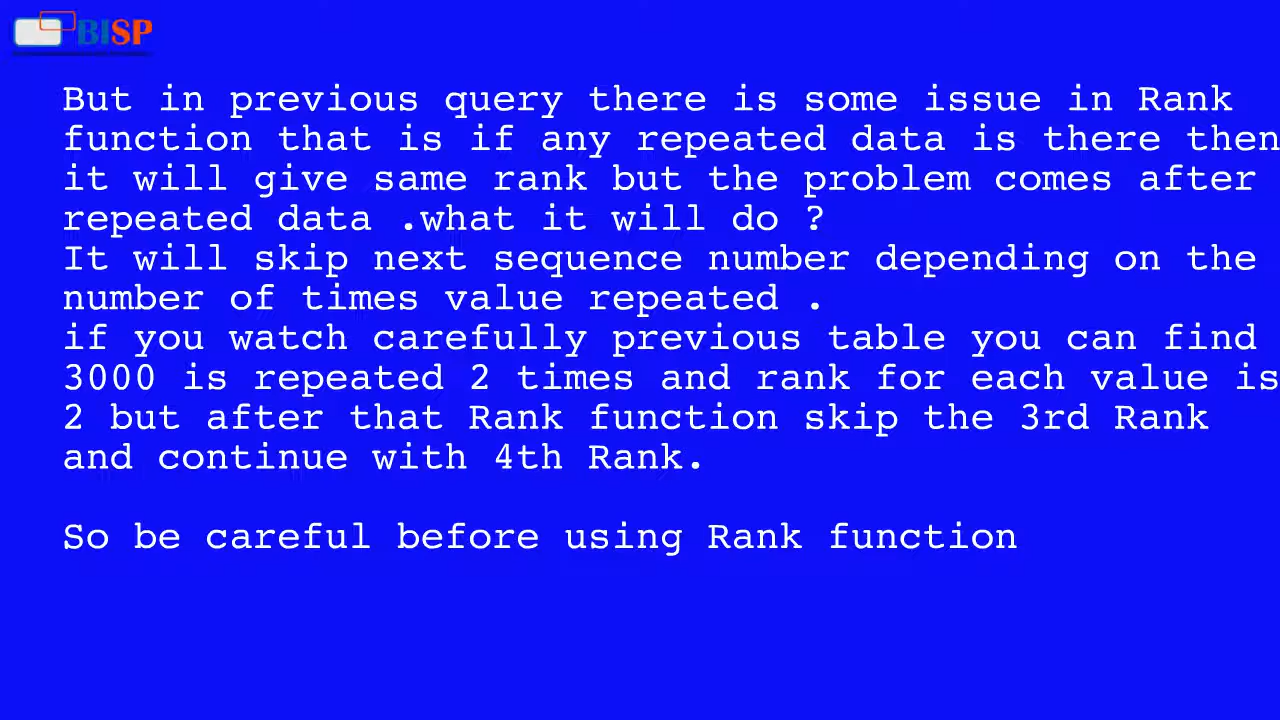 BISP
But in previous query there is some issue in Rank
function that is if any repeated data is there then
it will give same rank but the problem comes after
repeated data .what it will do ?
It will skip next sequence number depending on the
number of times value repeated .
if you watch carefully previous table you can find
3000 is repeated 2 times and rank for each value is
2 but after that Rank function skip the 3rd Rank
and continue with 4th Rank.
So be careful before using Rank function